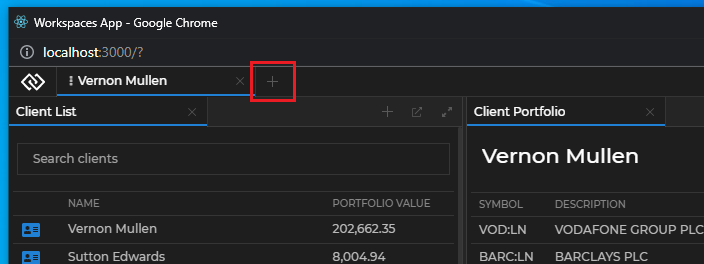 Workspaces App - Google Chrome
localhost:3000/?
Vernon Mullen
Client List
Search clients
NAME PORTFOLIO VALUE
Vernon Mullen 202,662.35
Sutton Edwards 8,004.94
Client Portfolio
Vernon Mullen
SYMBOL DESCRIPTION
VOD:LN VODAFONE GROUP PLC
BARC:LN BARCLAYS PLC